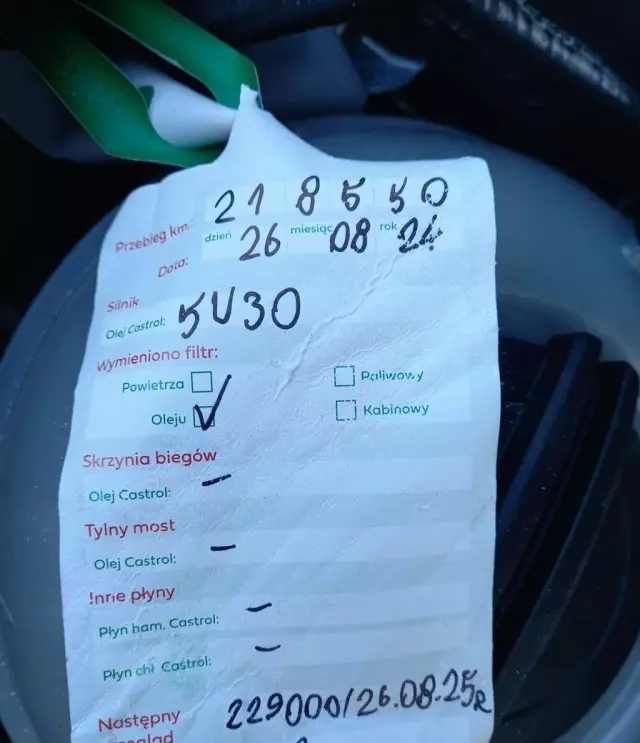 Przebieg km: 218550
Data: dzień 26 miesiąc 08 rok 24
Silnik
Olej Castrol: 5W30
Wymieniono filtr:
Powietrza Paliwowy
Oleju Kabinowy
Skrzynia biegów
Olej Castrol: –
Tylny most
Olej Castrol: –
Inne płyny
Płyn ham. Castrol: –
Płyn chł Castrol: –
Następny 229000/26.08.25r